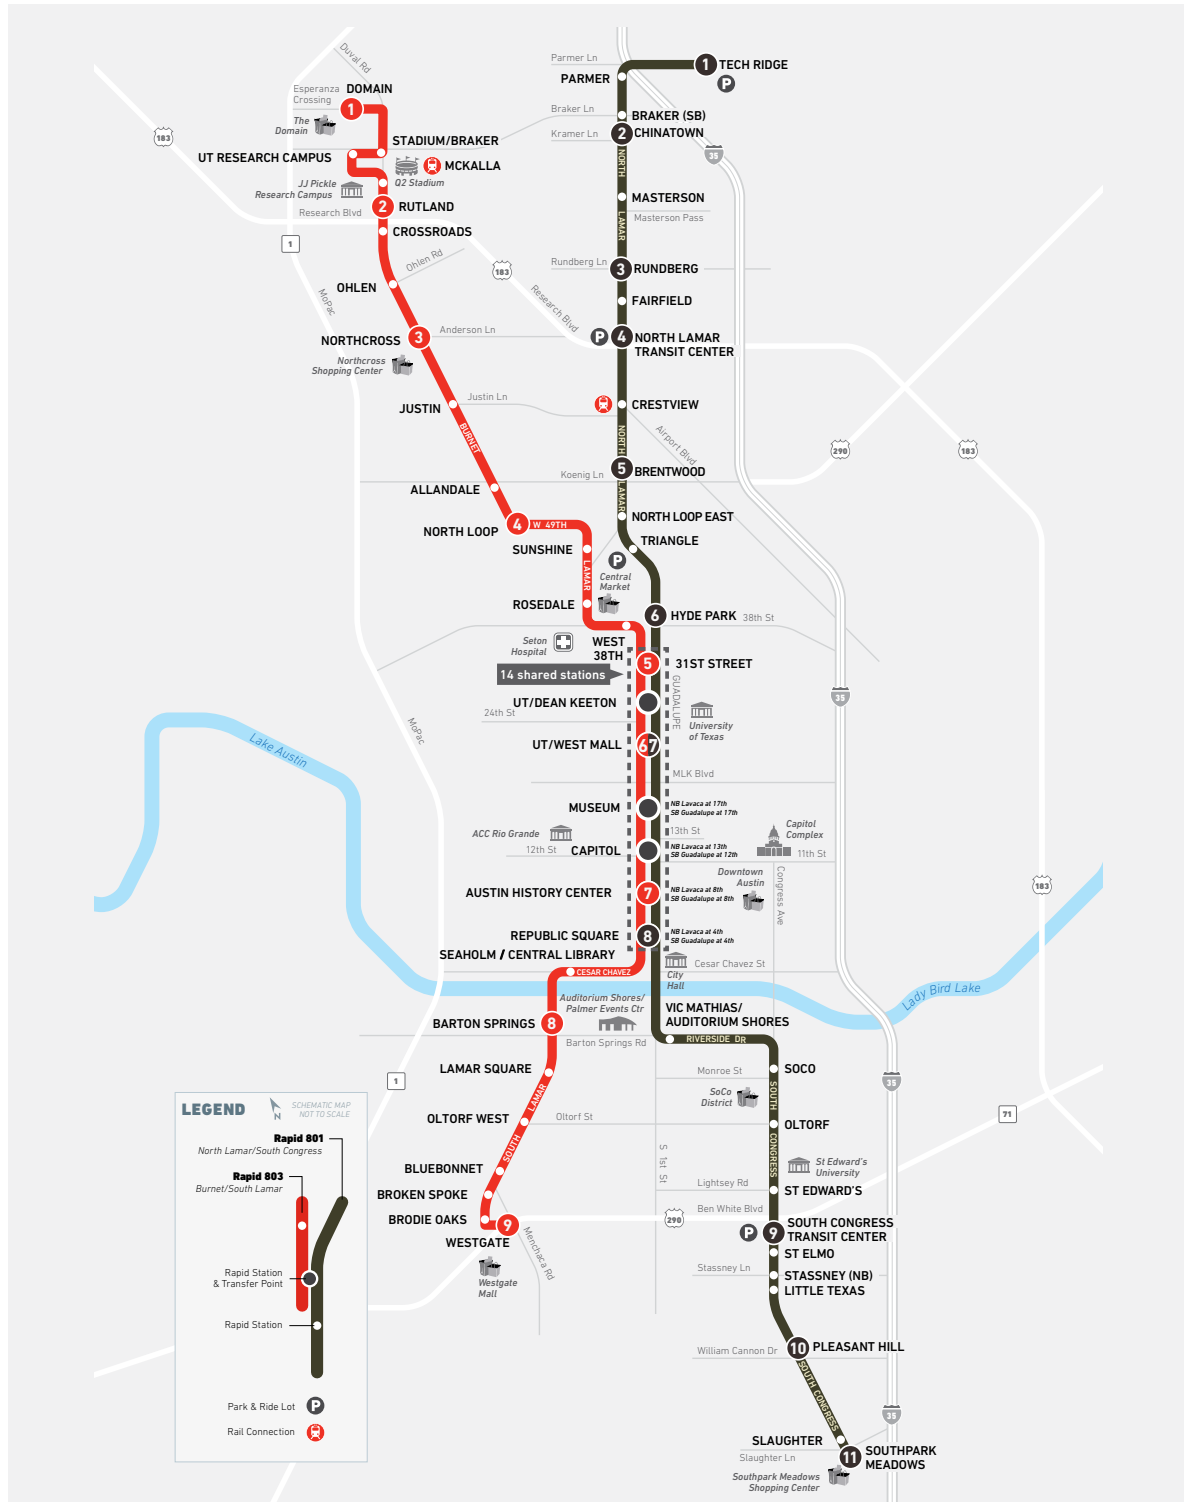 Parmer Ln
1 TECH RIDGE
PARMER
P
Duval Rd
Esperanza
Crossing
DOMAIN
1
The
Domain
Braker Ln
BRAKER (SB)
Kramer Ln
2 CHINATOWN
183
STADIUM/BRAKER
UT RESEARCH CAMPUS
MCKALLA
Q2 Stadium
35
NORTH
JJ Pickle
Research Campus
MASTERSON
Masterson Pass
Research Blvd
2 RUTLAND
LAMAR
CROSSROADS
1
Ohlen Rd
183
Rundberg Ln
3 RUNDBERG
OHLEN
MoPac
Research Blvd
FAIRFIELD
Anderson Ln
NORTHCROSS 3
P
4 NORTH LAMAR
TRANSIT CENTER
Northcross
Shopping Center
Justin Ln
JUSTIN
CRESTVIEW
BURNET
NORTH
Airport Blvd
290
183
Koenig Ln
5 BRENTWOOD
LAMAR
ALLANDALE
NORTH LOOP 4
W 49TH
NORTH LOOP EAST
SUNSHINE
TRIANGLE
LAMAR
P
Central
Market
ROSEDALE
6 HYDE PARK
38th St
Seton
Hospital
WEST
38TH
5 31ST STREET
14 shared stations
GUADALUPE
35
UT/DEAN KEETON
24th St
University
of Texas
MoPac
Lake Austin
UT/WEST MALL 67
MLK Blvd
MUSEUM
NB Lavaca at 17th
SB Guadalupe at 17th
Capitol
Complex
13th St
ACC Rio Grande
12th St
CAPITOL
NB Lavaca at 13th
SB Guadalupe at 12th
11th St
Downtown
Austin
Congress Ave
183
AUSTIN HISTORY CENTER 7
NB Lavaca at 8th
SB Guadalupe at 8th
REPUBLIC SQUARE 8
NB Lavaca at 4th
SB Guadalupe at 4th
SEAHOLM / CENTRAL LIBRARY
CESAR CHAVEZ
Cesar Chavez St
City
Hall
Lady Bird Lake
Auditorium Shores/
Palmer Events Ctr
VIC MATHIAS/
AUDITORIUM SHORES
BARTON SPRINGS 8
Barton Springs Rd
RIVERSIDE DR
LAMAR SQUARE
Monroe St
SOCO
1
35
SoCo
District
SOUTH
LAMAR
OLTORF WEST
Oltorf St
OLTORF
71
SOUTH
CONGRESS
S 1st St
St Edward's
University
BLUEBONNET
Lightsey Rd
ST EDWARD'S
BROKEN SPOKE
Ben White Blvd
BRODIE OAKS
9
WESTGATE
290
P
9 SOUTH CONGRESS
TRANSIT CENTER
ST ELMO
Menchaca Rd
Westgate
Mall
Stassney Ln
STASSNEY (NB)
LITTLE TEXAS
William Cannon Dr
10 PLEASANT HILL
SOUTH CONGRESS
35
SLAUGHTER
Slaughter Ln
11 SOUTHPARK
MEADOWS
Southpark Meadows
Shopping Center
LEGEND
N
SCHEMATIC MAP
NOT TO SCALE
Rapid 801
North Lamar/South Congress
Rapid 803
Burnet/South Lamar
Rapid Station
& Transfer Point
Rapid Station
Park & Ride Lot P
Rail Connection